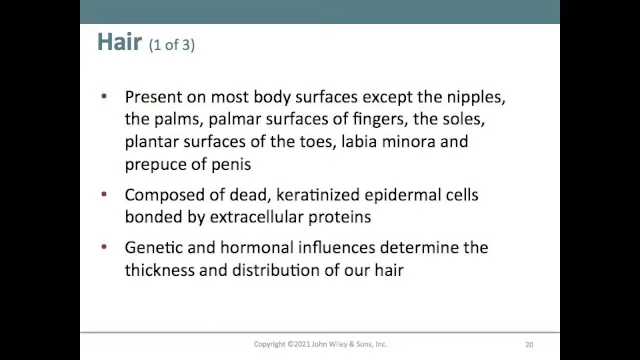 Hair (1 of 3)
• Present on most body surfaces except the nipples,
the palms, palmar surfaces of fingers, the soles,
plantar surfaces of the toes, labia minora and
prepuce of penis
• Composed of dead, keratinized epidermal cells
bonded by extracellular proteins
• Genetic and hormonal influences determine the
thickness and distribution of our hair
Copyright ©2021 John Wiley & Sons, Inc.
20